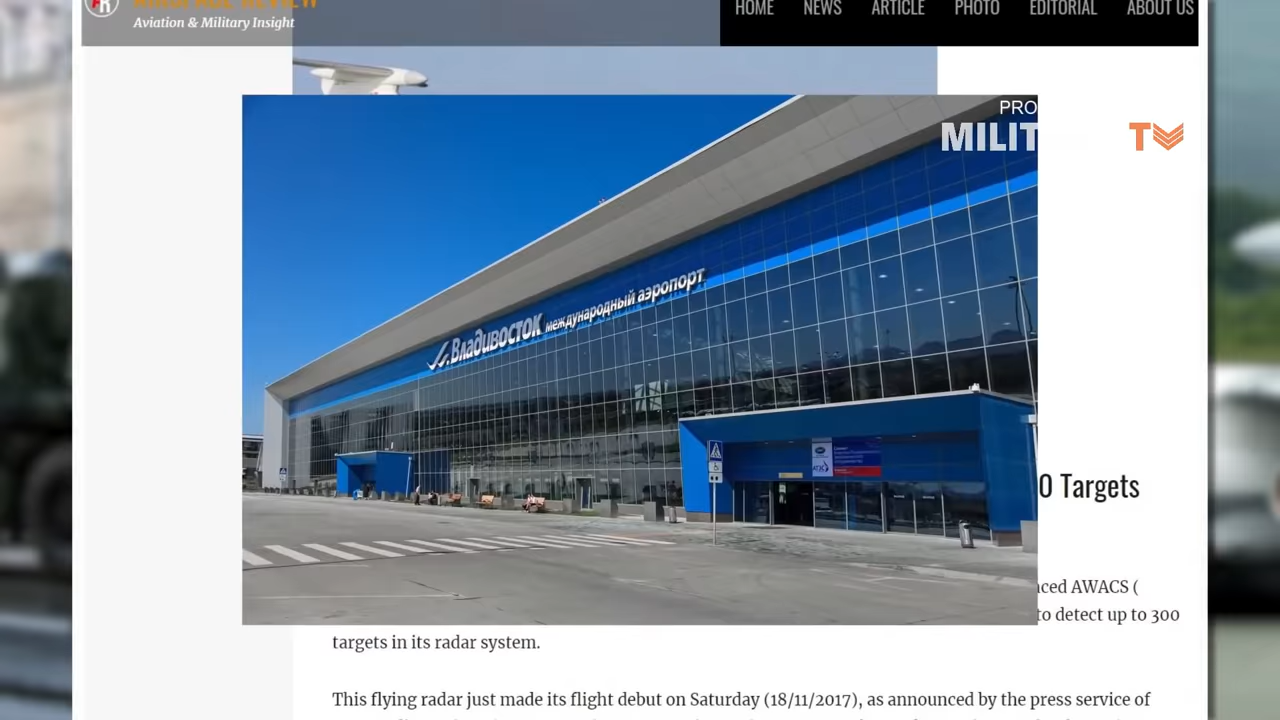 Aviation & Military Insight
HOME NEWS ARTICLE PHOTO EDITORIAL ABOUT US
PRO
MILIT
Владивосток международный аэропорт
0 Targets
nced AWACS (
to detect up to 300
targets in its radar system.
This flying radar just made its flight debut on Saturday (18/11/2017), as announced by the press service of